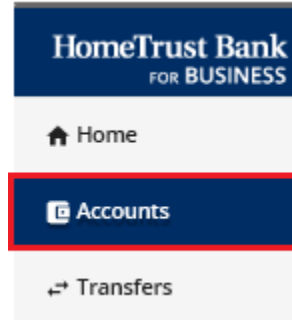 HomeTrust Bank
FOR BUSINESS
Home
Accounts
Transfers